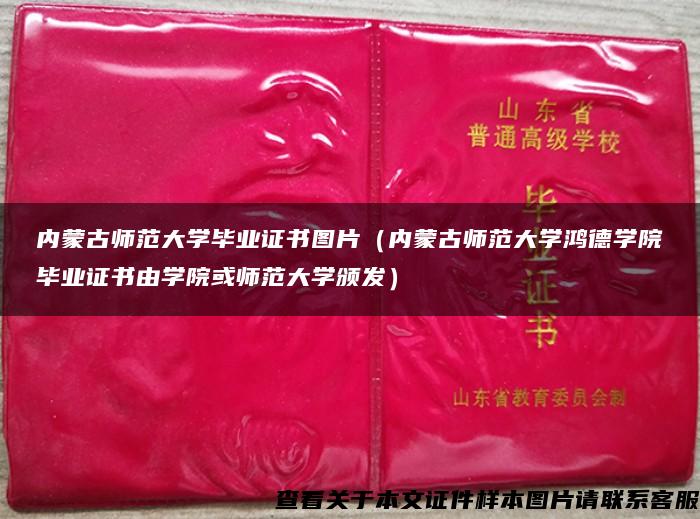 山东省
普通高级学校
毕业证书
内蒙古师范大学毕业证书图片（内蒙古师范大学鸿德学院
毕业证书由学院或师范大学颁发）
山东省教育委员会制
查看关于本文证件样本图片请联系客服